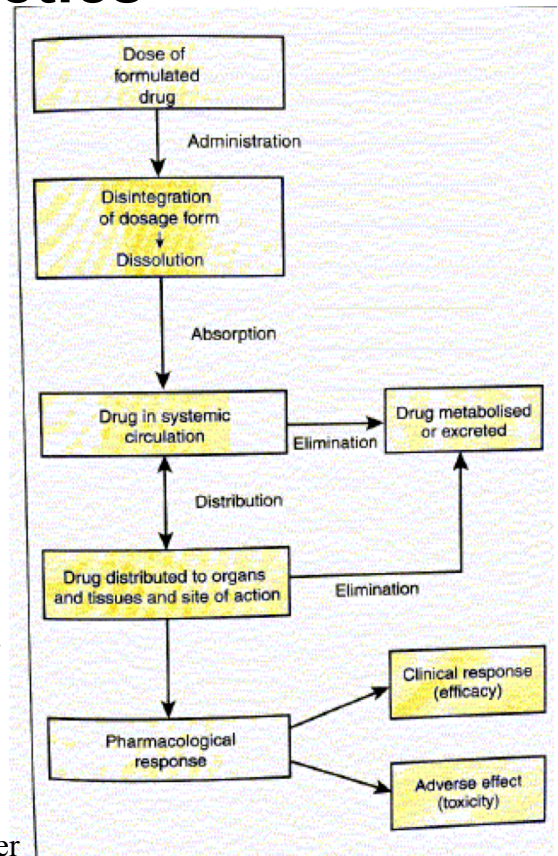 Dose of
formulated
drug
Administration
Disintegration
of dosage form
Dissolution
Absorption
Drug in systemic
circulation
Elimination
Drug metabolised
or excreted
Distribution
Drug distributed to organs
and tissues and site of action
Elimination
Clinical response
(efficacy)
Pharmacological
response
Adverse effect
(toxicity)
er